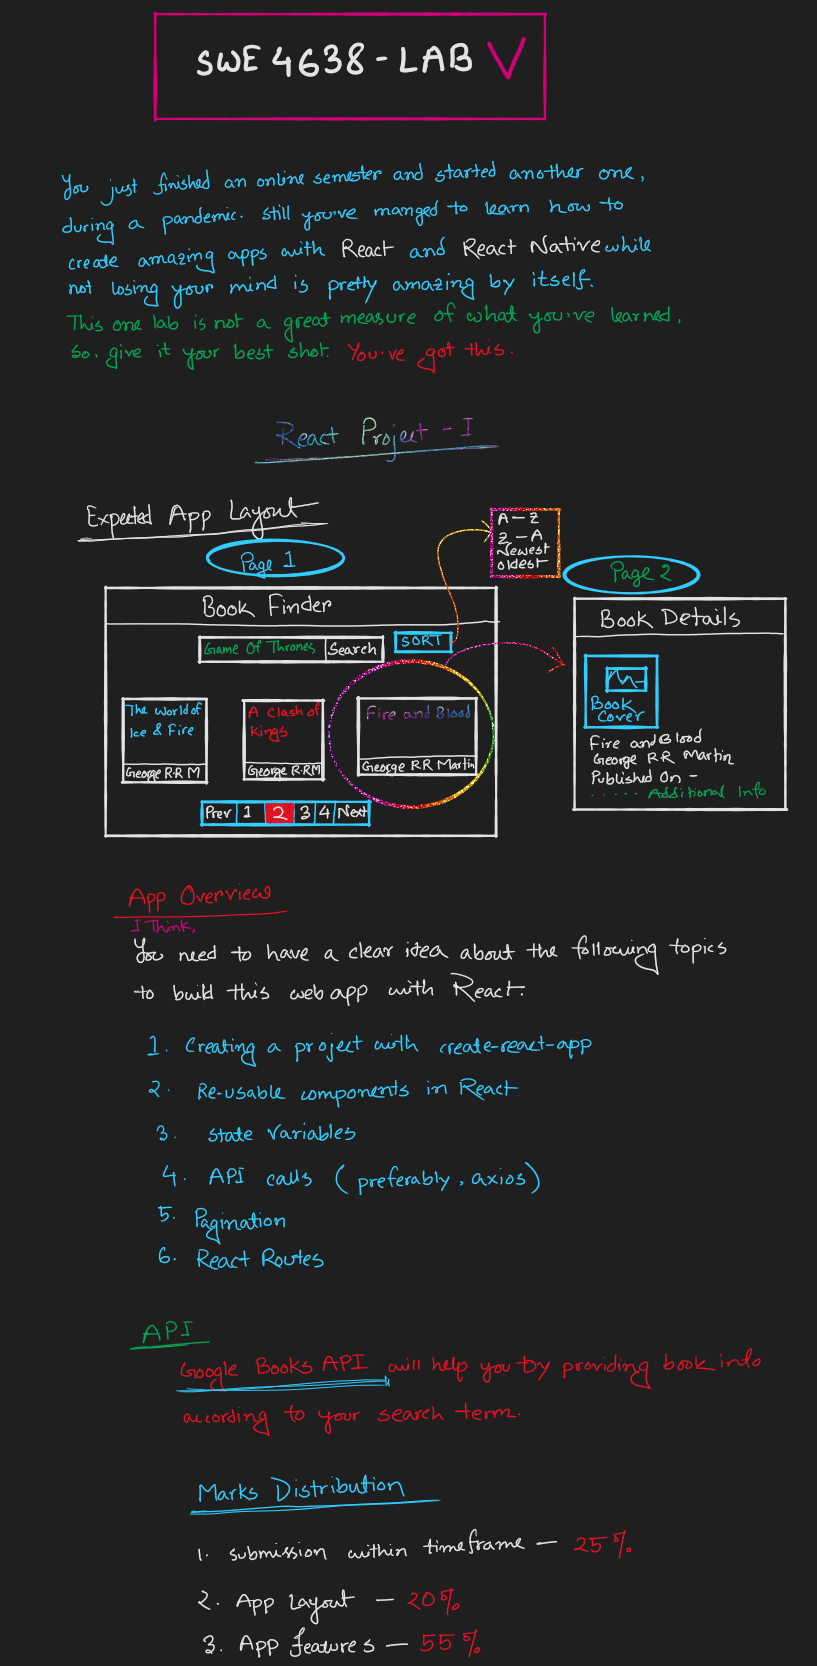 SWE 4638 - LAB V
You just finished an online semester and started another one,
during a pandemic. Still you've manged to learn how to
create amazing apps with React and React Native while
not losing your mind is pretty amazing by itself.
This one lab is not a great measure of what you've learned,
So, give it your best shot. You've got this.
React Project - I
Expected App Layout
A - Z
Z - A
Newest
Oldest
Page 1
Page 2
Book Finder
Game Of Thrones Search SORT
The World of
Ice & Fire
George R.R M
A Clash of
Kings
George R.RM
Fire and Blood
George RR Martin
Prev 1 2 3 4 Next
Book Details
Book
Cover
Fire and Blood
George R.R Martin
Published On -
..... Additional Info
App Overview
I Think,
You need to have a clear idea about the following topics
to build this web app with React.
1. Creating a project with create-react-app
2. Re-usable components in React
3. State Variables
4. API calls (preferably, axios)
5. Pagination
6. React Routes
API
Google Books API will help you by providing book info
according to your search term.
Marks Distribution
1. Submission within timeframe - 25%
2. App Layout - 20%
3. App features - 55%